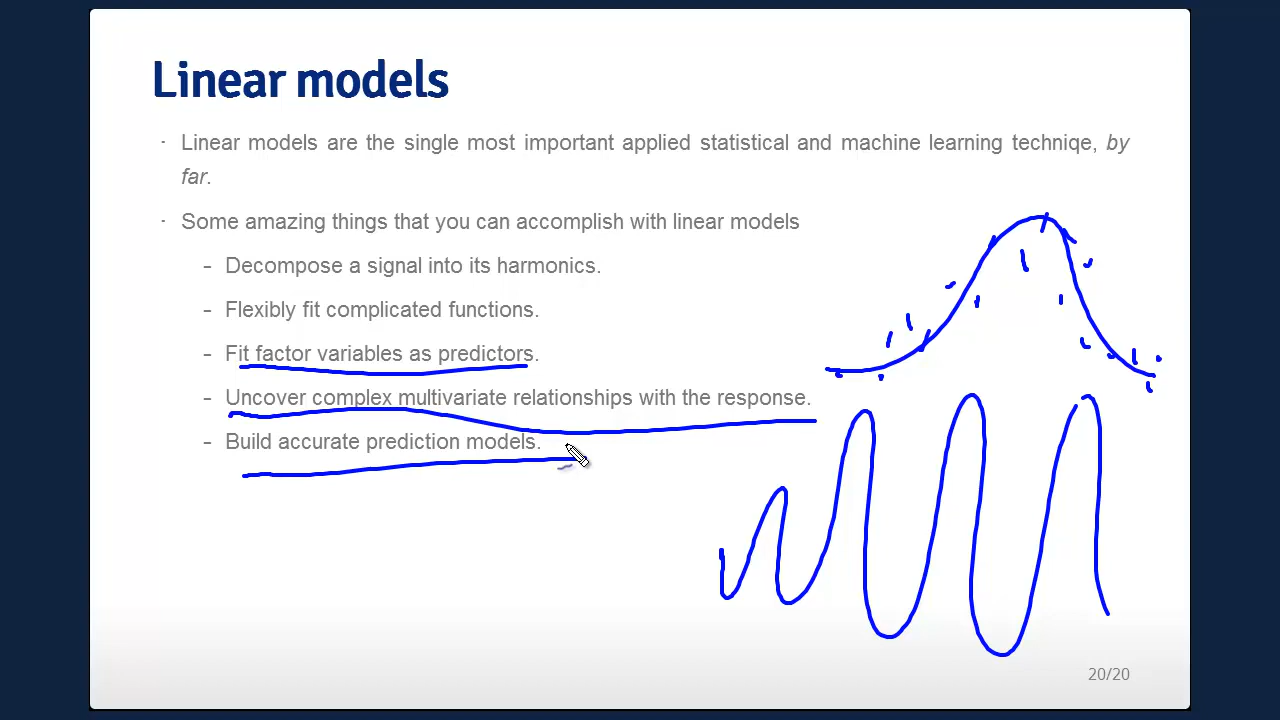 Linear models
· Linear models are the single most important applied statistical and machine learning techniqe, by
far.
· Some amazing things that you can accomplish with linear models
- Decompose a signal into its harmonics.
- Flexibly fit complicated functions.
- Fit factor variables as predictors.
- Uncover complex multivariate relationships with the response.
- Build accurate prediction models.
20/20